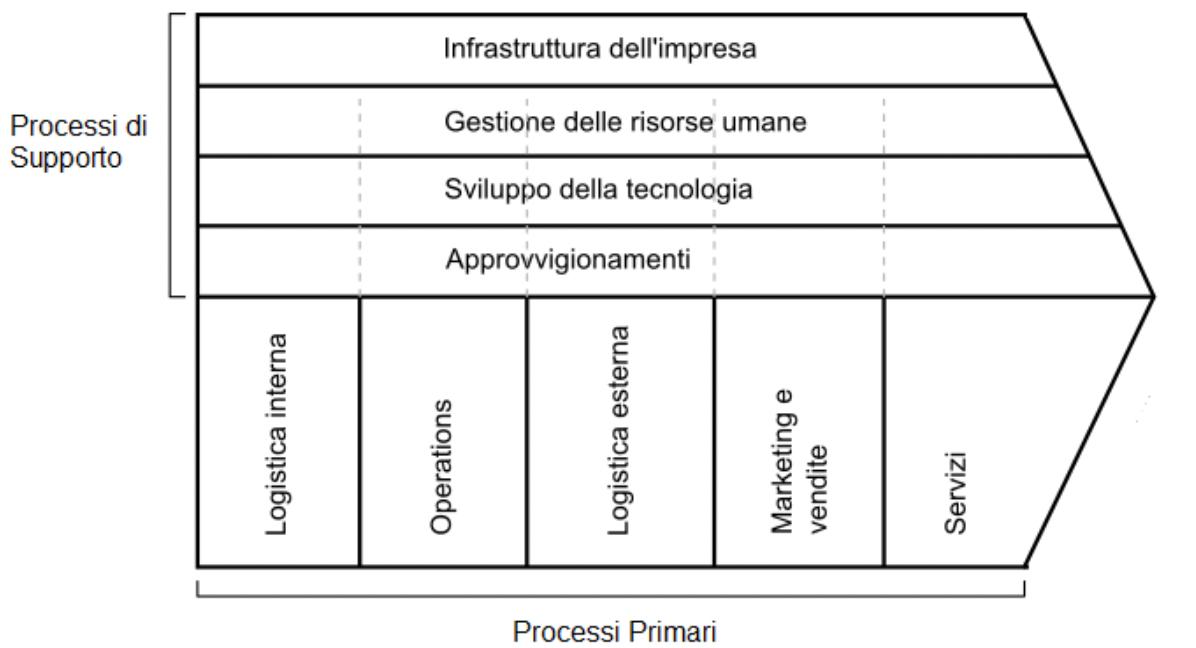 Infrastruttura dell'impresa
Gestione delle risorse umane
Sviluppo della tecnologia
Approvvigionamenti
Processi di
Supporto
Logistica interna
Operations
Logistica esterna
Marketing e
vendite
Servizi
Processi Primari